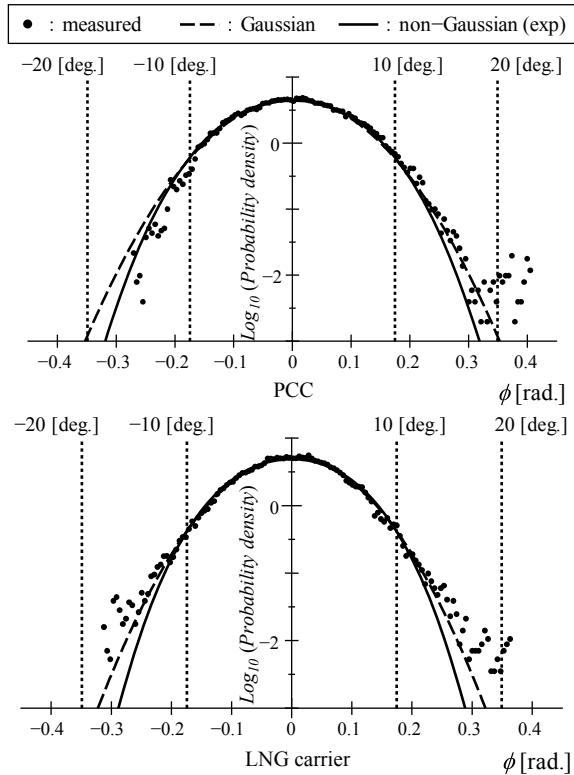 ● : measured − − − : Gaussian —— : non−Gaussian (exp)
−20 [deg.] −10 [deg.] 10 [deg.] 20 [deg.]
0
−2
Log10 (Probability density)
−0.4 −0.3 −0.2 −0.1 0 0.1 0.2 0.3 0.4
PCC ϕ [rad.]
−20 [deg.] −10 [deg.] 10 [deg.] 20 [deg.]
0
−2
Log10 (Probability density)
−0.4 −0.3 −0.2 −0.1 0 0.1 0.2 0.3 0.4
LNG carrier ϕ [rad.]